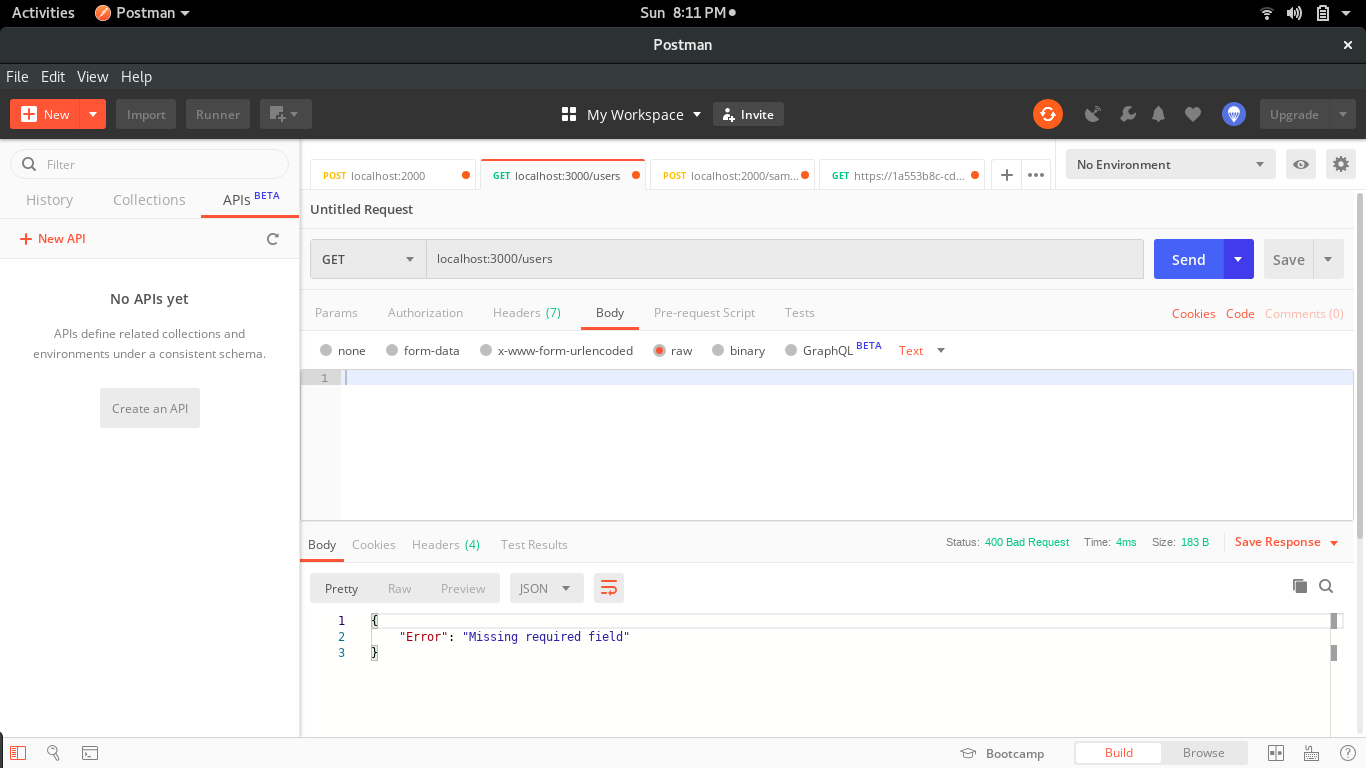 Activities Postman Sun 8:11 PM
Postman
File Edit View Help
New Import Runner My Workspace Invite Upgrade
Filter
History Collections APIs BETA
New API
No APIs yet
APIs define related collections and
environments under a consistent schema.
Create an API
POST localhost:2000 GET localhost:3000/users POST localhost:2000/sam... GET https://1a553b8c-cd... No Environment
Untitled Request
GET localhost:3000/users Send Save
Params Authorization Headers (7) Body Pre-request Script Tests Cookies Code Comments (0)
none form-data x-www-form-urlencoded raw binary GraphQL BETA Text
1
Body Cookies Headers (4) Test Results Status: 400 Bad Request Time: 4ms Size: 183 B Save Response
Pretty Raw Preview JSON
1 {
2 "Error": "Missing required field"
3 }
Bootcamp Build Browse